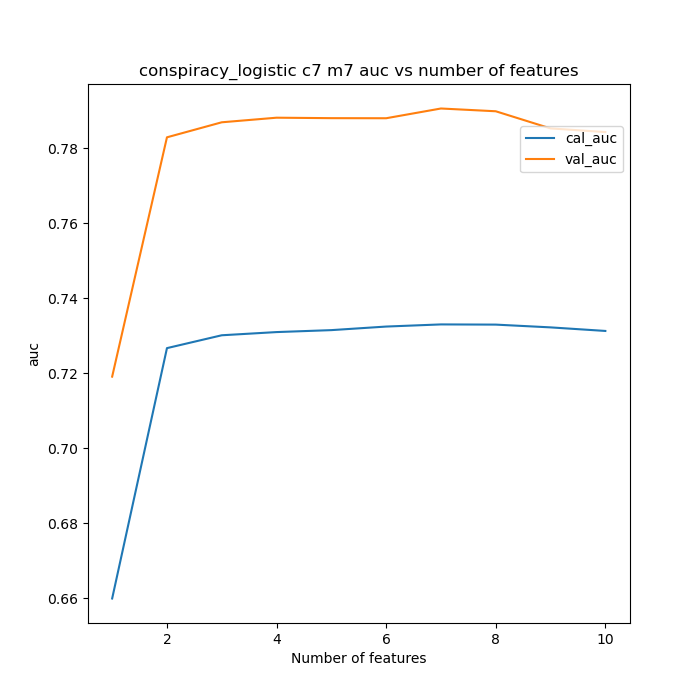 conspiracy_logistic c7 m7 auc vs number of features
cal_auc
val_auc
0.78
0.76
0.74
0.72
0.70
0.68
0.66
auc
2 4 6 8 10
Number of features